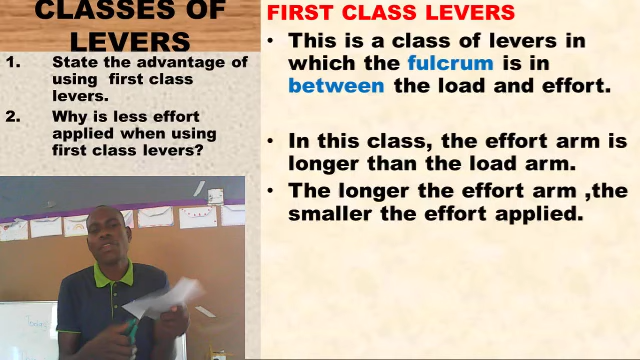 CLASSES OF
LEVERS
1. State the advantage of
using first class
levers.
2. Why is less effort
applied when using
first class levers?
FIRST CLASS LEVERS
• This is a class of levers in
which the fulcrum is in
between the load and effort.
• In this class, the effort arm is
longer than the load arm.
• The longer the effort arm ,the
smaller the effort applied.